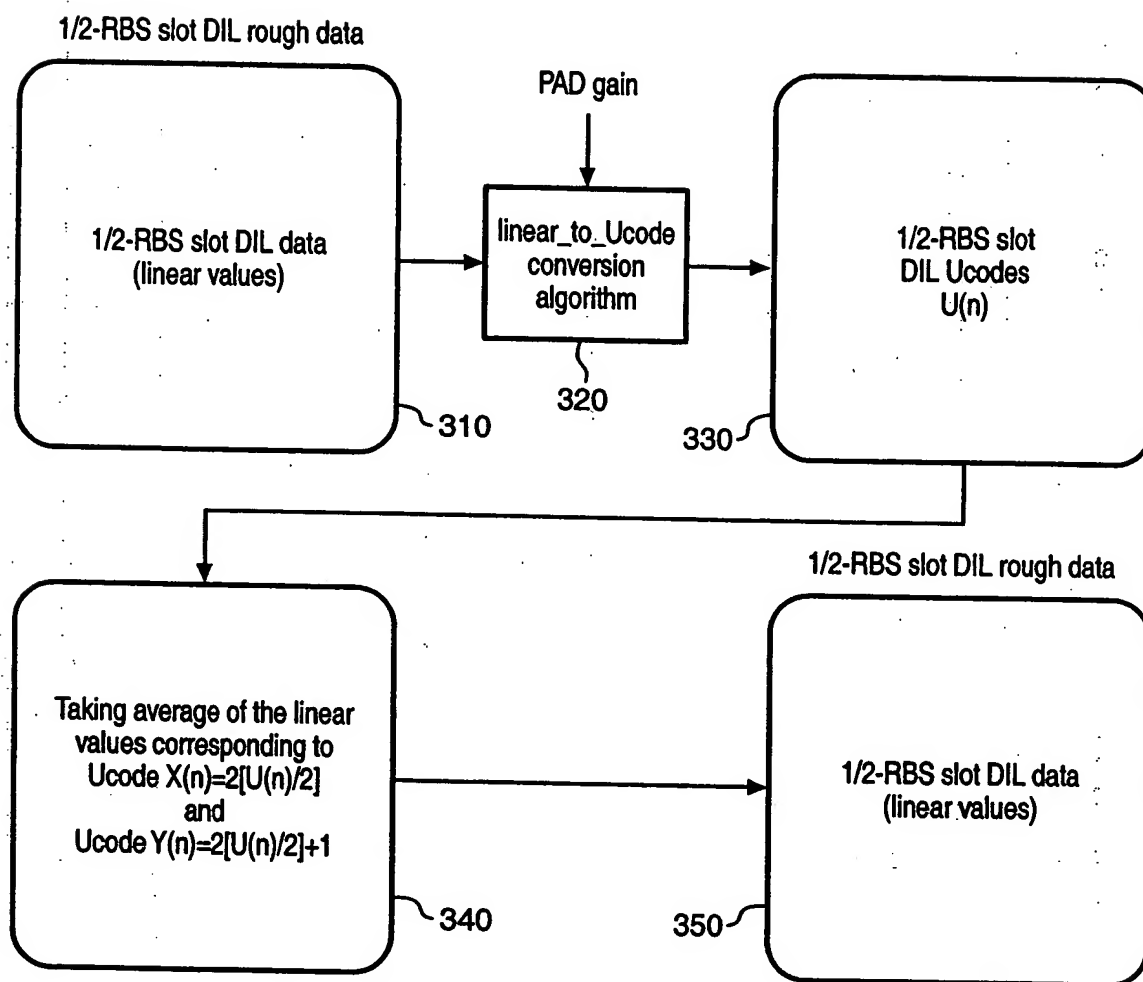 1/2-RBS slot DIL rough data
PAD gain
1/2-RBS slot DIL data
(linear values)
linear_to_Ucode
conversion
algorithm
1/2-RBS slot
DIL Ucodes
U(n)
310
320
330
1/2-RBS slot DIL rough data
Taking average of the linear
values corresponding to
Ucode X(n)=2[U(n)/2]
and
Ucode Y(n)=2[U(n)/2]+1
1/2-RBS slot DIL data
(linear values)
340
350